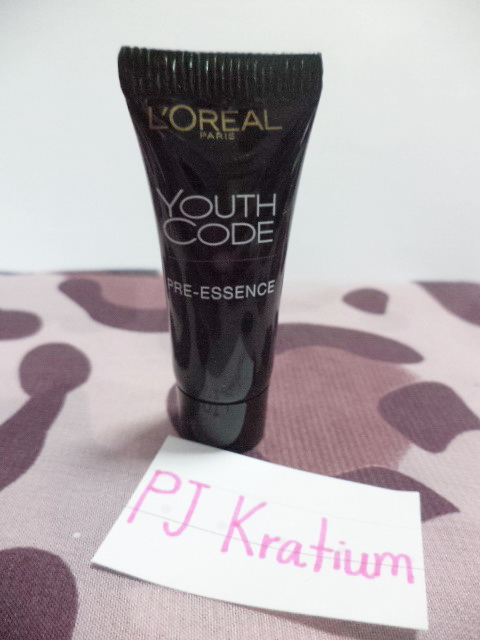 L'ORÉAL
PARIS
YOUTH
CODE
PRE-ESSENCE
PJ Kratium